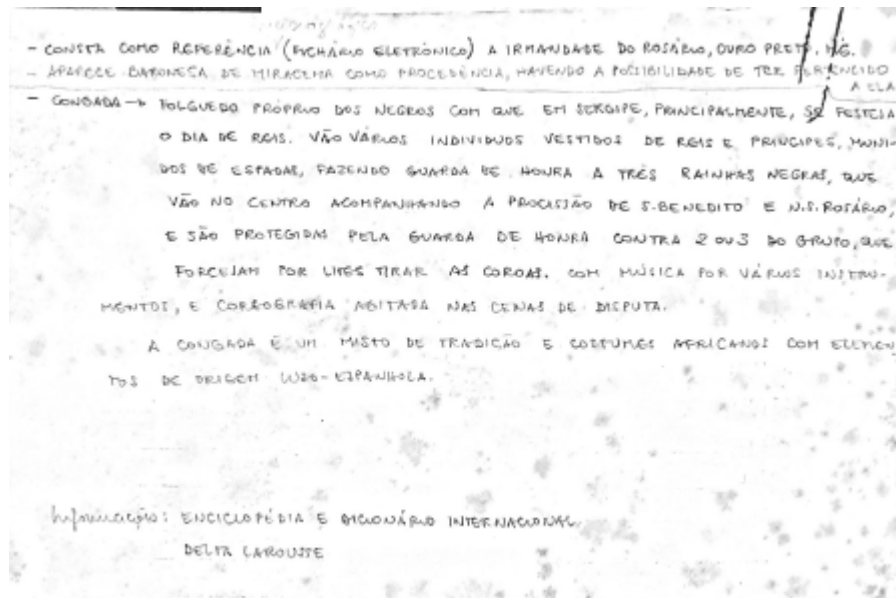 - CONSTA COMO REFERÊNCIA (FICHÁRIO ELETRÔNICO) A IRMANDADE DO ROSÁRIO, OURO PRETO, MG.
- APARECE BARONESA DE MIRACEMA COMO PROCEDÊNCIA, HAVENDO A POSSIBILIDADE DE TER PERTENCIDO
A ELA
- CONGADA → FOLGUEDO PRÓPRIO DOS NEGROS COM QUE EM SERGIPE, PRINCIPALMENTE, SE FESTEJA
O DIA DE REIS. VÃO VÁRIOS INDIVIDUOS VESTIDOS DE REIS E PRINCIPES, MUNI-
DOS DE ESPADAS, FAZENDO GUARDA DE HONRA A TRÊS RAINHAS NEGRAS, QUE
VÃO NO CENTRO ACOMPANHANDO A PROCISSÃO DE S. BENEDITO E N.S. ROSÁRIO,
E SÃO PROTEGIDAS PELA GUARDA DE HONRA CONTRA 2 OU 3 DO GRUPO, QUE
FORCEJAM POR LHES TIRAR AS COROAS. COM MÚSICA POR VÁRIOS INSTRU-
MENTOS, E COREOGRAFIA AGITADA NAS CENAS DE DISPUTA.
A CONGADA É UM MISTO DE TRADIÇÃO E COSTUMES AFRICANOS COM ELEMEN
TOS DE ORIGEM LUSO-ESPANHOLA.
Informação: ENCICLOPÉDIA E DICIONÁRIO INTERNACIONAL.
DELTA LAROUSSE